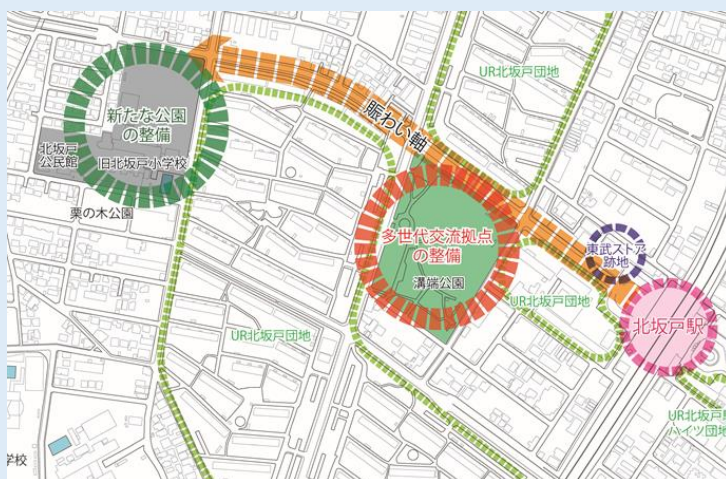 UR北坂戸団地
新たな公園
の整備
賑わい軸
北坂戸
公民館
旧北坂戸小学校
栗の木公園
多世代交流拠点
の整備
溝端公園
東武ストア
跡地
UR北坂戸団地
北坂戸駅
UR北坂戸団地
UR北坂戸駅
ハイツ団地
学校